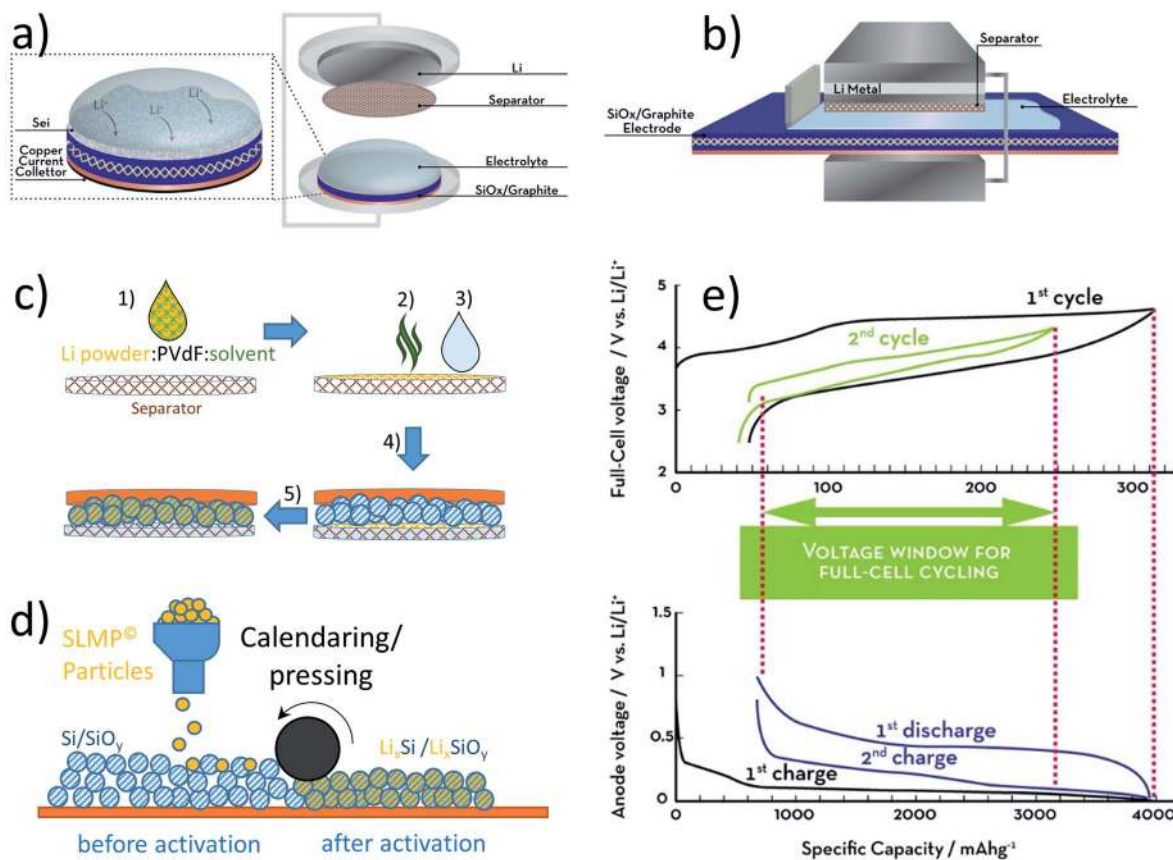 a)
Li⁺
Li⁺
Li⁺
Sei
Copper
Current
Collettor
Li
Separator
Electrolyte
SiOx/Graphite
b)
Separator
Li Metal
Electrolyte
SiOx/Graphite
Electrode
c)
1)
2)
3)
Li powder:PVdF:solvent
Separator
4)
5)
d)
SLMP©
Particles
Calendaring/
pressing
Si/SiOy
LixSi /LixSiOy
before activation
after activation
e)
Full-Cell voltage / V vs. Li/Li⁺
5
4
3
2
1st cycle
2nd cycle
0
100
200
300
VOLTAGE WINDOW FOR
FULL-CELL CYCLING
Anode voltage / V vs. Li/Li⁺
1.5
1
0.5
0
1st discharge
2nd charge
1st charge
1000
2000
3000
4000
Specific Capacity / mAhg⁻¹